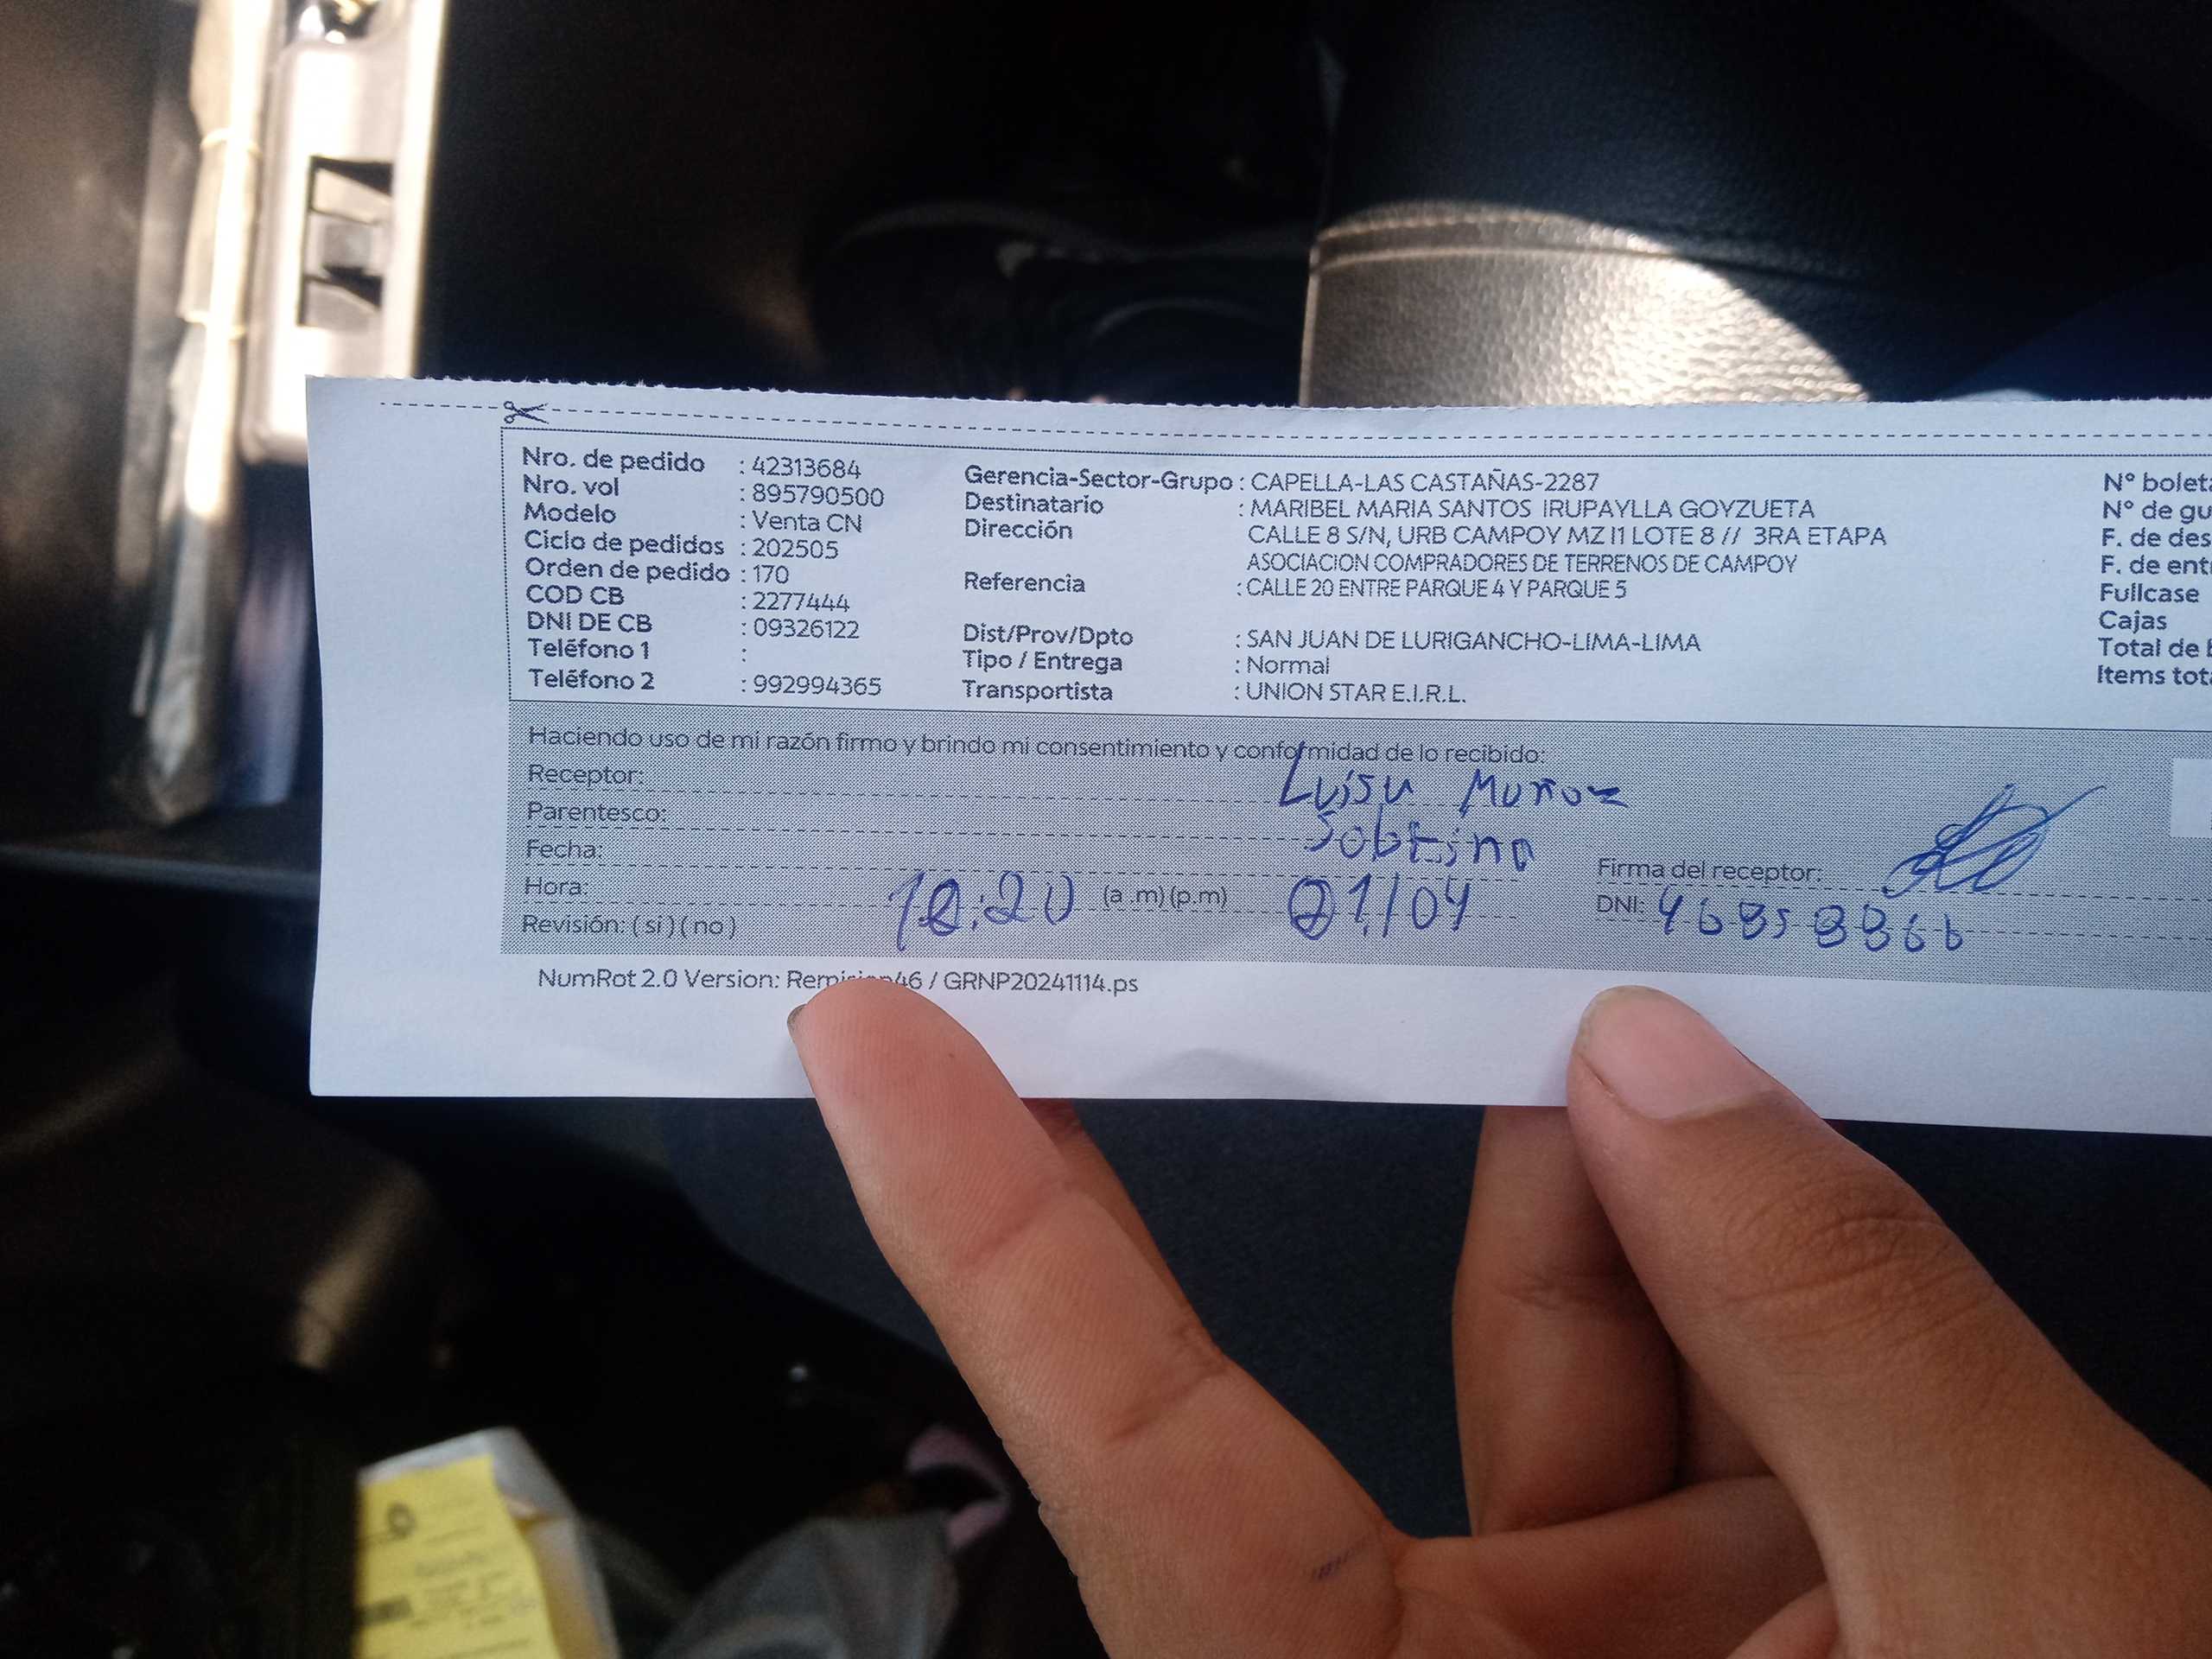 Nro. de pedido : 42313684
Nro. vol : 895790500
Modelo : Venta CN
Ciclo de pedidos : 202505
Orden de pedido : 170
COD CB : 2277444
DNI DE CB : 09326122
Teléfono 1 :
Teléfono 2 : 992994365
Gerencia-Sector-Grupo : CAPELLA-LAS CASTAÑAS-2287
Destinatario : MARIBEL MARIA SANTOS IRUPAYLLA GOYZUETA
Dirección CALLE 8 S/N, URB CAMPOY MZ I1 LOTE 8 // 3RA ETAPA
ASOCIACION COMPRADORES DE TERRENOS DE CAMPOY
Referencia : CALLE 20 ENTRE PARQUE 4 Y PARQUE 5
Dist/Prov/Dpto : SAN JUAN DE LURIGANCHO-LIMA-LIMA
Tipo / Entrega : Normal
Transportista : UNION STAR E.I.R.L.
N° boleta
N° de gu
F. de des
F. de ent
Fullcase
Cajas
Total de
Items tot
Haciendo uso de mi razón firmo y brindo mi consentimiento y conformidad de lo recibido:
Receptor: Luisa Muñoz
Parentesco: Sobrina
Fecha:
Hora: 12:20 (a .m) (p.m) 01/04
Revisión: ( si ) ( no )
Firma del receptor:
DNI: 46858866
NumRot 2.0 Version: Remision46 / GRNP20241114.ps